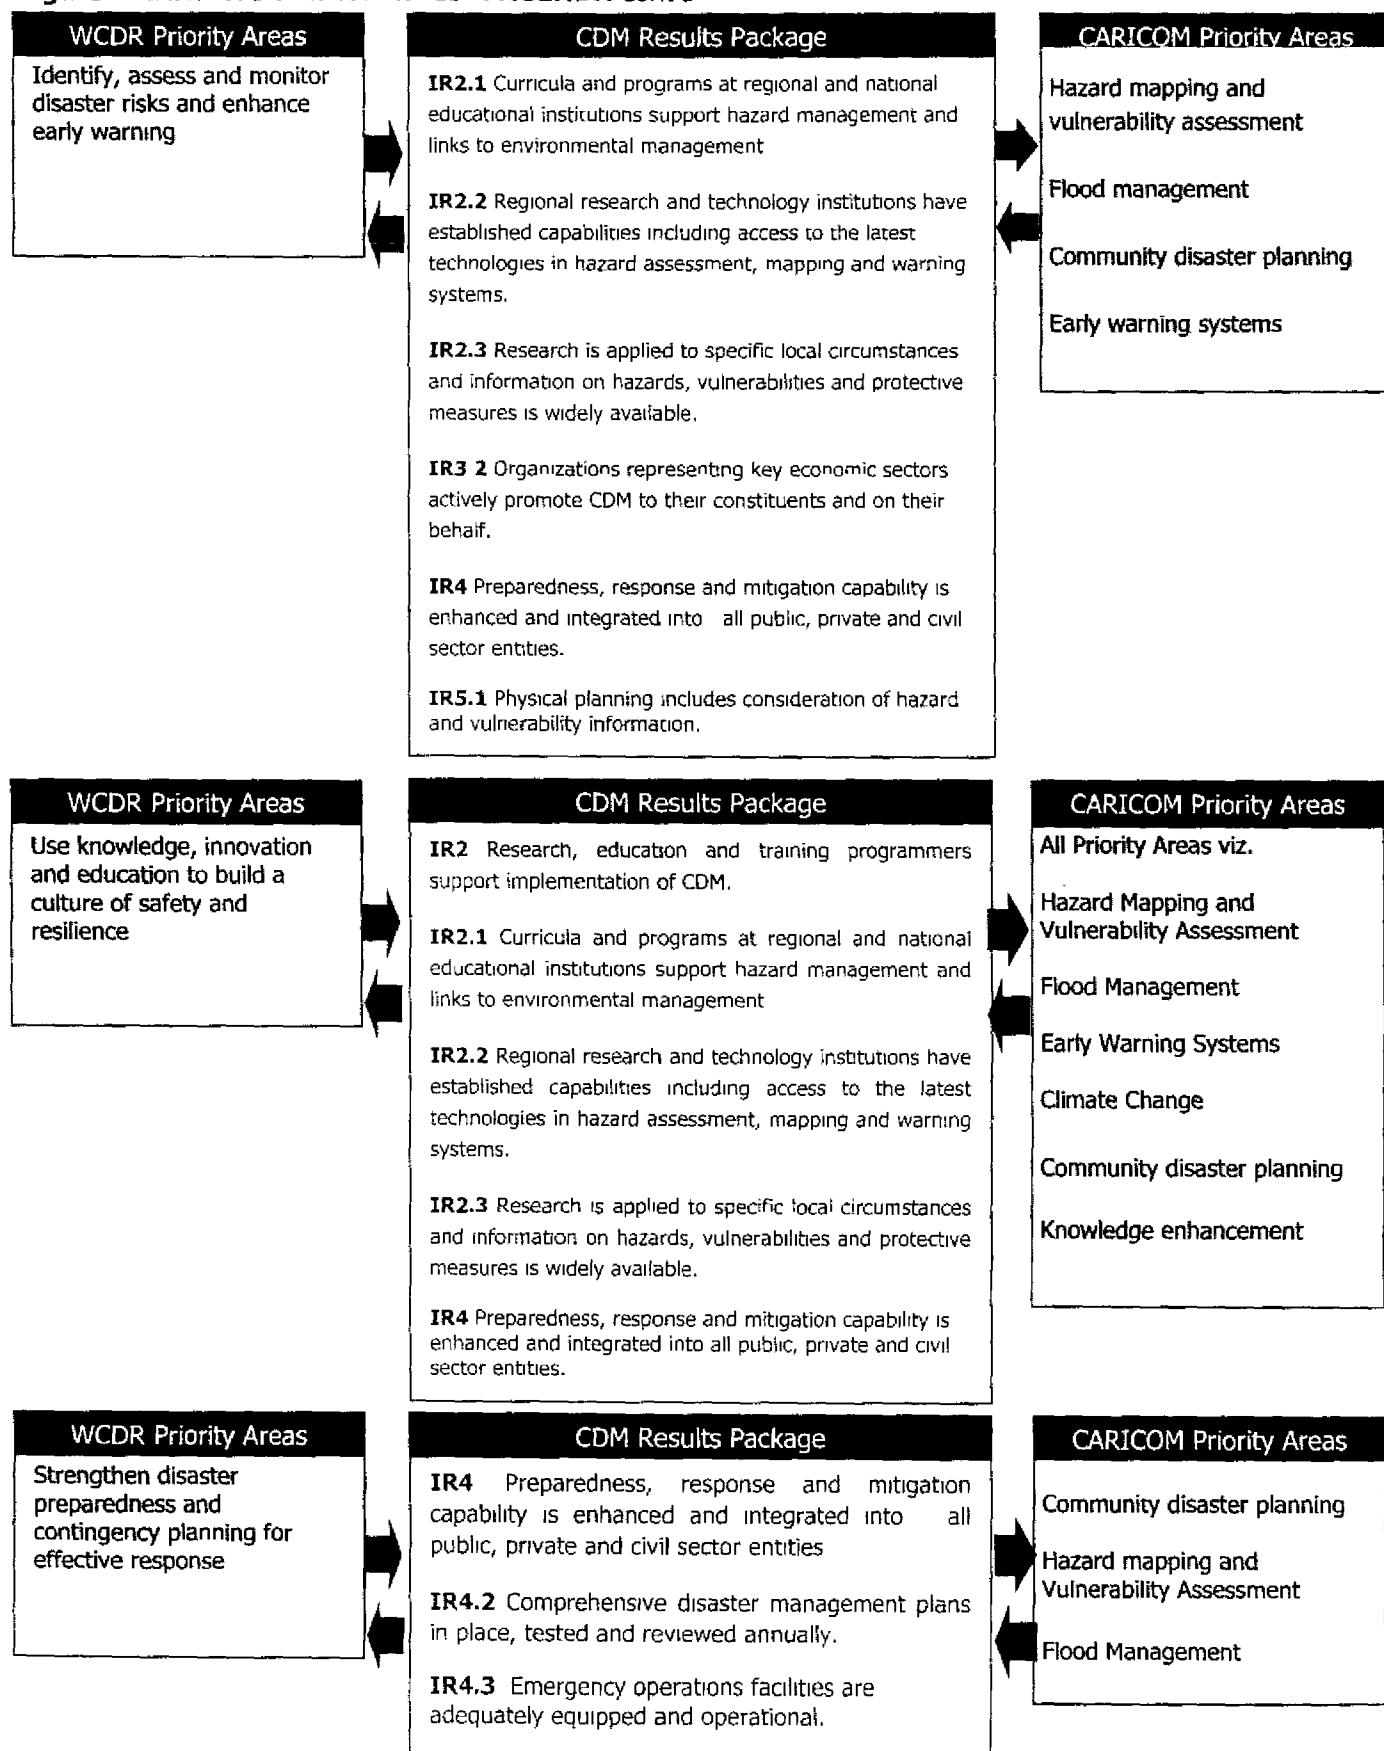 WCDR Priority Areas
Identify, assess and monitor
disaster risks and enhance
early warning
CDM Results Package
IR2.1 Curricula and programs at regional and national
educational institutions support hazard management and
links to environmental management
IR2.2 Regional research and technology institutions have
established capabilities including access to the latest
technologies in hazard assessment, mapping and warning
systems.
IR2.3 Research is applied to specific local circumstances
and information on hazards, vulnerabilities and protective
measures is widely available.
IR3 2 Organizations representing key economic sectors
actively promote CDM to their constituents and on their
behalf.
IR4 Preparedness, response and mitigation capability is
enhanced and integrated into all public, private and civil
sector entities.
IR5.1 Physical planning includes consideration of hazard
and vulnerability information.
CARICOM Priority Areas
Hazard mapping and
vulnerability assessment
Flood management
Community disaster planning
Early warning systems
WCDR Priority Areas
Use knowledge, innovation
and education to build a
culture of safety and
resilience
CDM Results Package
IR2 Research, education and training programmers
support implementation of CDM.
IR2.1 Curricula and programs at regional and national
educational institutions support hazard management and
links to environmental management
IR2.2 Regional research and technology institutions have
established capabilities including access to the latest
technologies in hazard assessment, mapping and warning
systems.
IR2.3 Research is applied to specific local circumstances
and information on hazards, vulnerabilities and protective
measures is widely available.
IR4 Preparedness, response and mitigation capability is
enhanced and integrated into all public, private and civil
sector entities.
CARICOM Priority Areas
All Priority Areas viz.
Hazard Mapping and
Vulnerability Assessment
Flood Management
Early Warning Systems
Climate Change
Community disaster planning
Knowledge enhancement
WCDR Priority Areas
Strengthen disaster
preparedness and
contingency planning for
effective response
CDM Results Package
IR4 Preparedness, response and mitigation
capability is enhanced and integrated into all
public, private and civil sector entities
IR4.2 Comprehensive disaster management plans
in place, tested and reviewed annually.
IR4.3 Emergency operations facilities are
adequately equipped and operational.
CARICOM Priority Areas
Community disaster planning
Hazard mapping and
Vulnerability Assessment
Flood Management